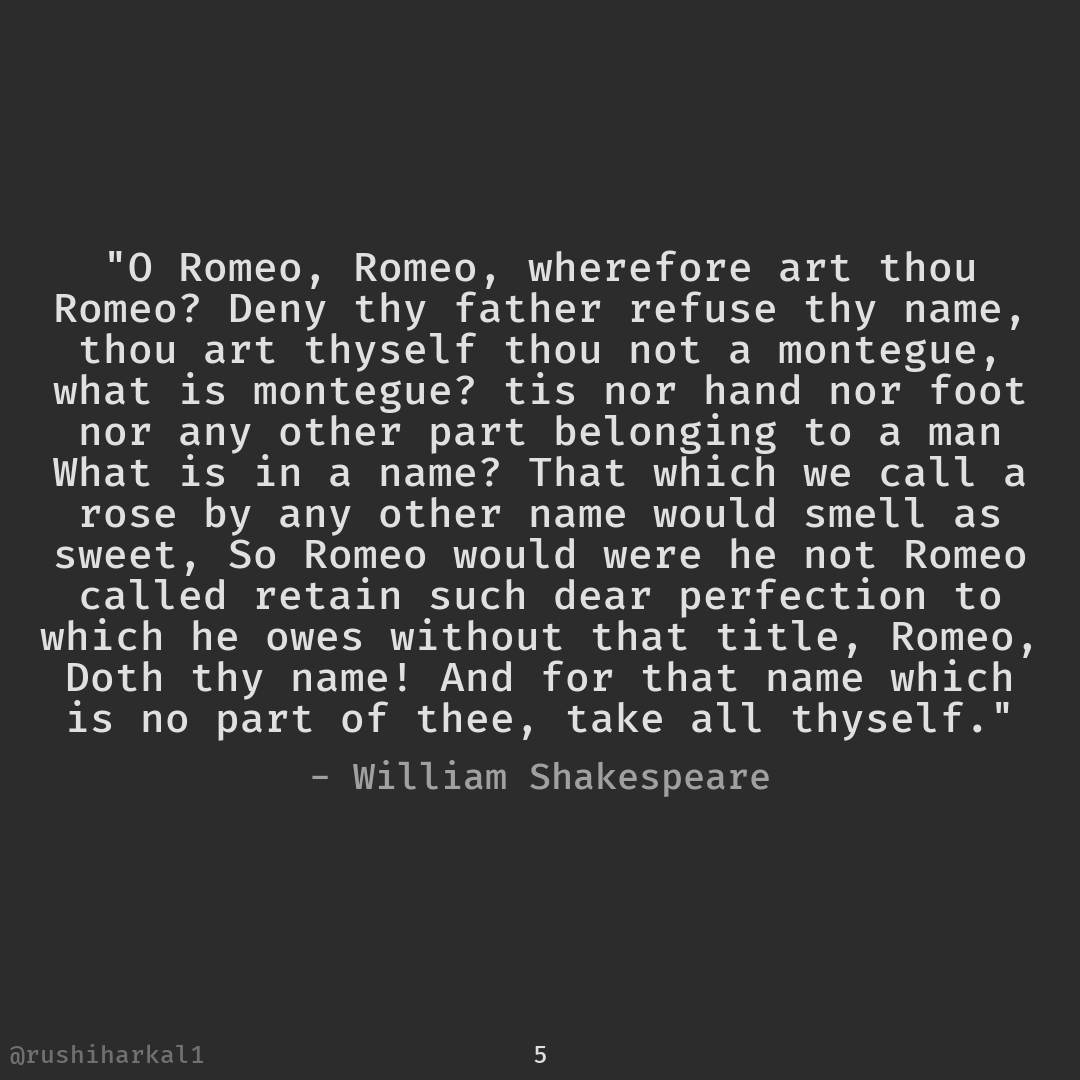 "O Romeo, Romeo, wherefore art thou
Romeo? Deny thy father refuse thy name,
thou art thyself thou not a montegue,
what is montegue? tis nor hand nor foot
nor any other part belonging to a man
What is in a name? That which we call a
rose by any other name would smell as
sweet, So Romeo would were he not Romeo
called retain such dear perfection to
which he owes without that title, Romeo,
Doth thy name! And for that name which
is no part of thee, take all thyself."
– William Shakespeare
@rushiharkal1
5